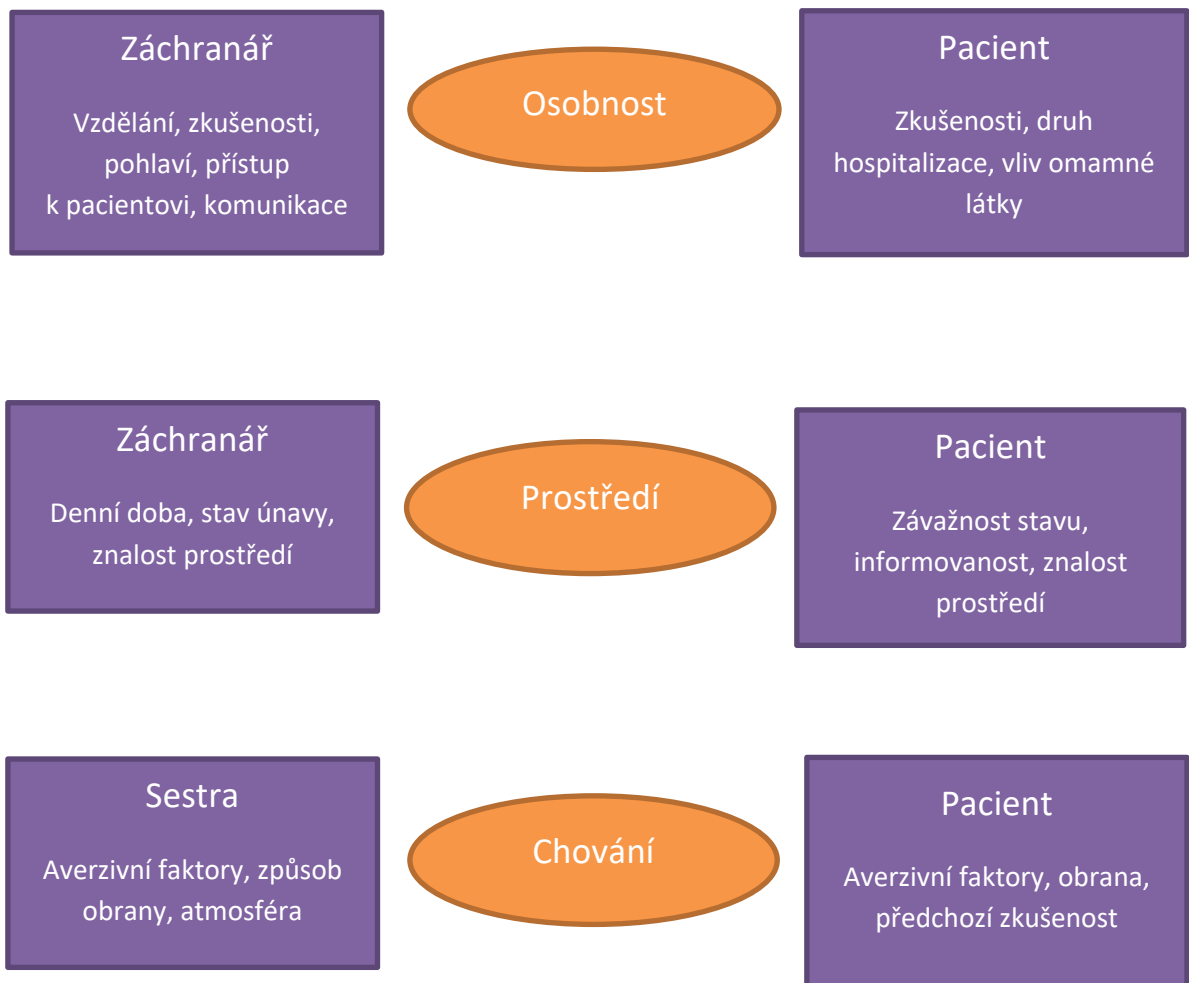 Záchranář
Vzdělání, zkušenosti,
pohlaví, přístup
k pacientovi, komunikace
Osobnost
Pacient
Zkušenosti, druh
hospitalizace, vliv omamné
látky
Záchranář
Denní doba, stav únavy,
znalost prostředí
Prostředí
Pacient
Závažnost stavu,
informovanost, znalost
prostředí
Sestra
Averzivní faktory, způsob
obrany, atmosféra
Chování
Pacient
Averzivní faktory, obrana,
předchozí zkušenost